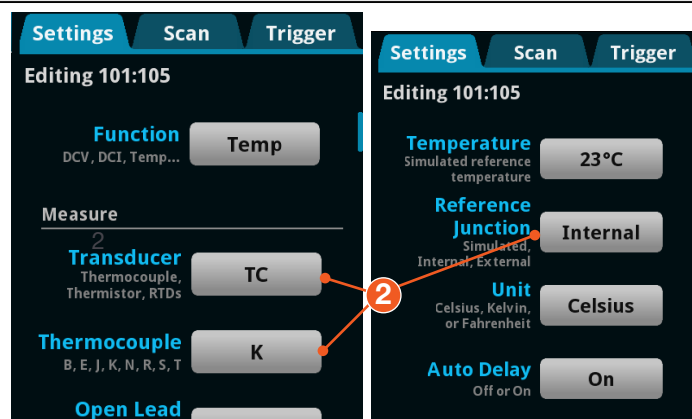 Settings Scan Trigger
Editing 101:105
Function
DCV, DCI, Temp...
Temp
Measure
2
Transducer
Thermocouple,
Thermistor, RTDs
TC
Thermocouple
B, E, J, K, N, R, S, T
K
Open Lead
2
Settings Scan Trigger
Editing 101:105
Temperature
Simulated reference
temperature
23°C
Reference
Junction
Simulated,
Internal, External
Internal
Unit
Celsius, Kelvin,
or Fahrenheit
Celsius
Auto Delay
Off or On
On